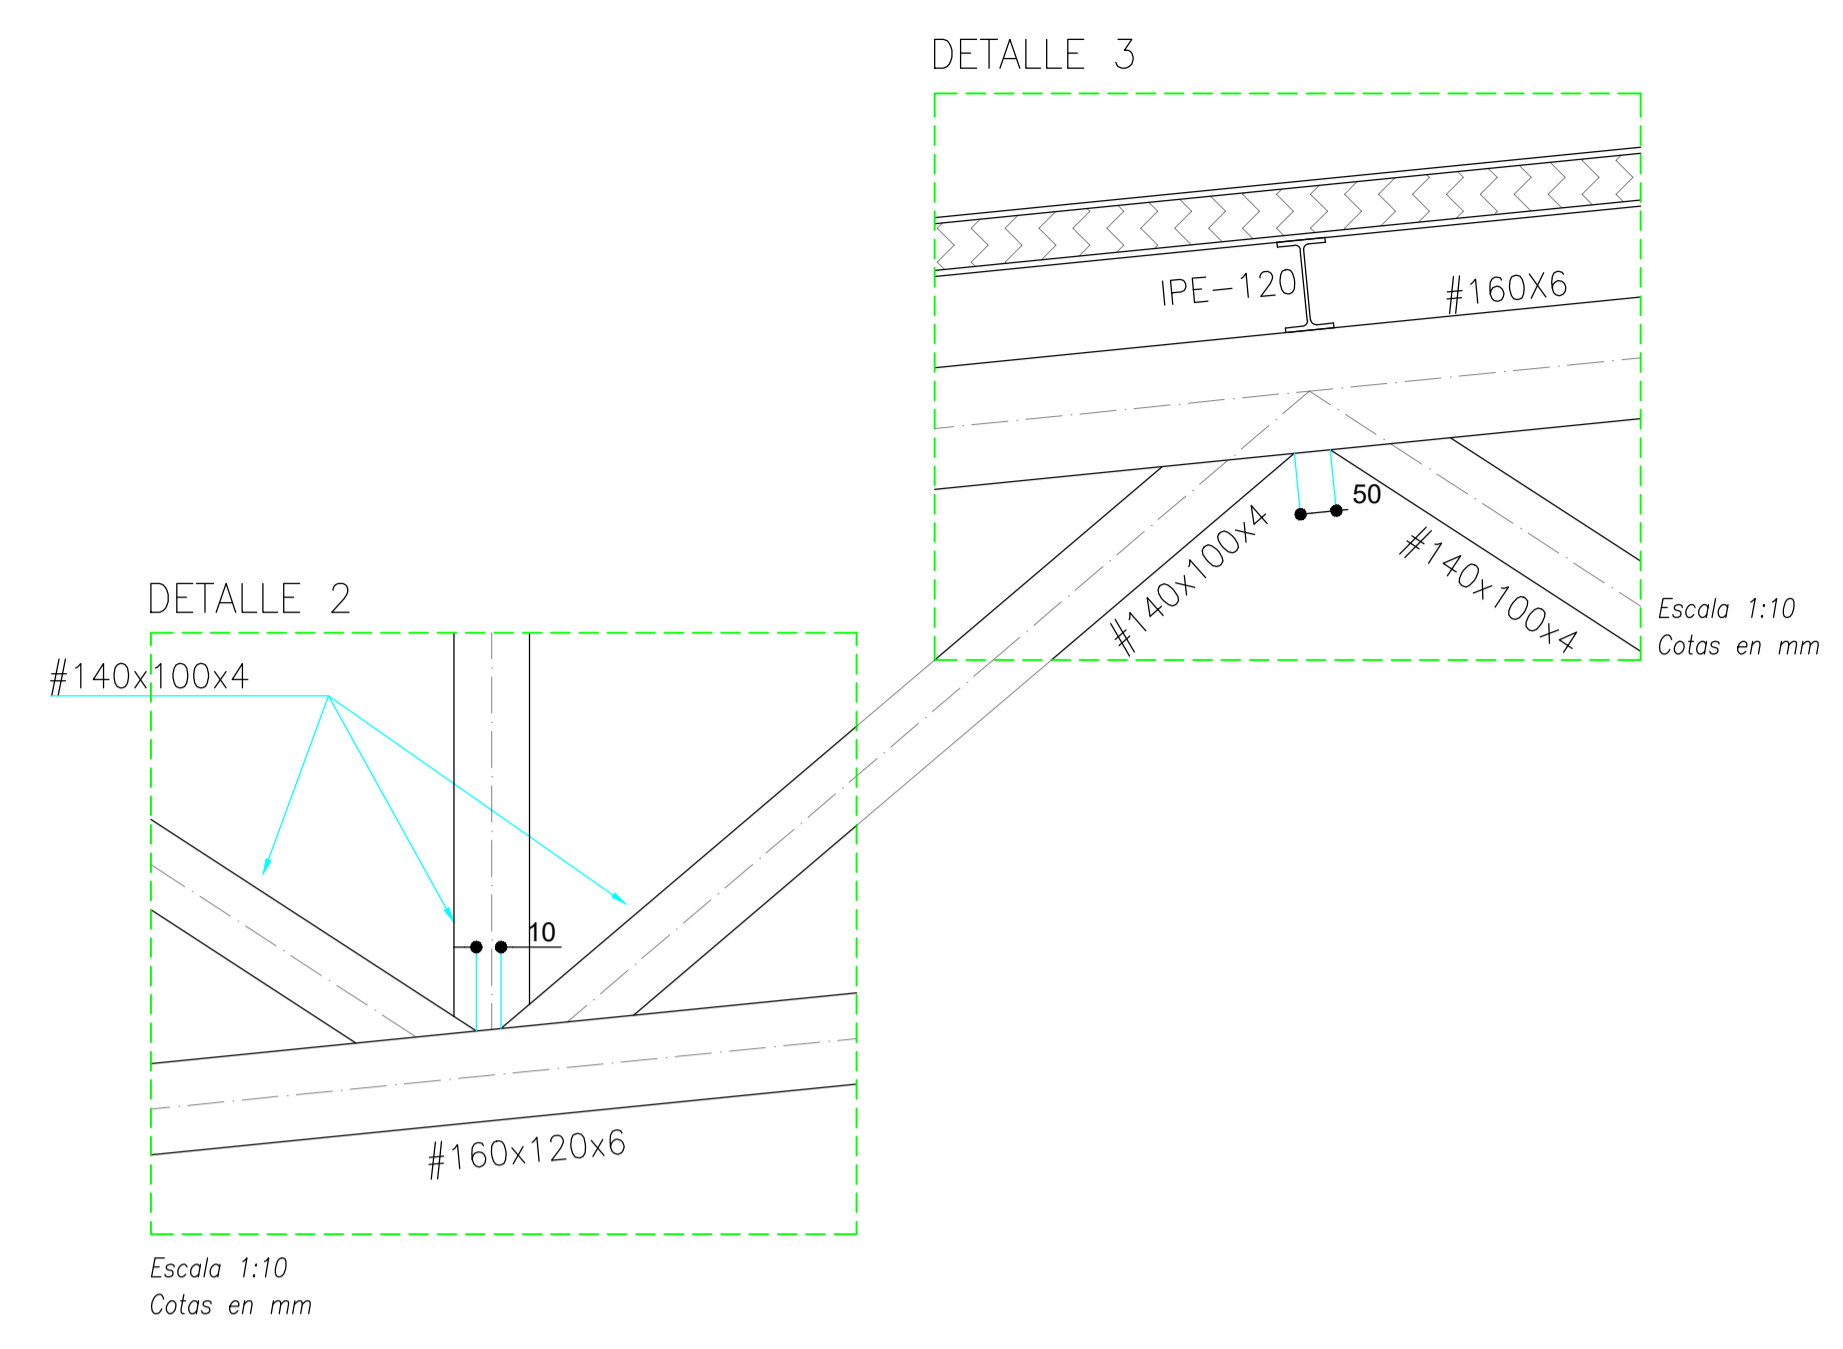 DETALLE 3
IPE-120
#160X6
50
#140x100x4
#140x100x4
Escala 1:10
Cotas en mm
DETALLE 2
#140x100x4
10
#160x120x6
Escala 1:10
Cotas en mm